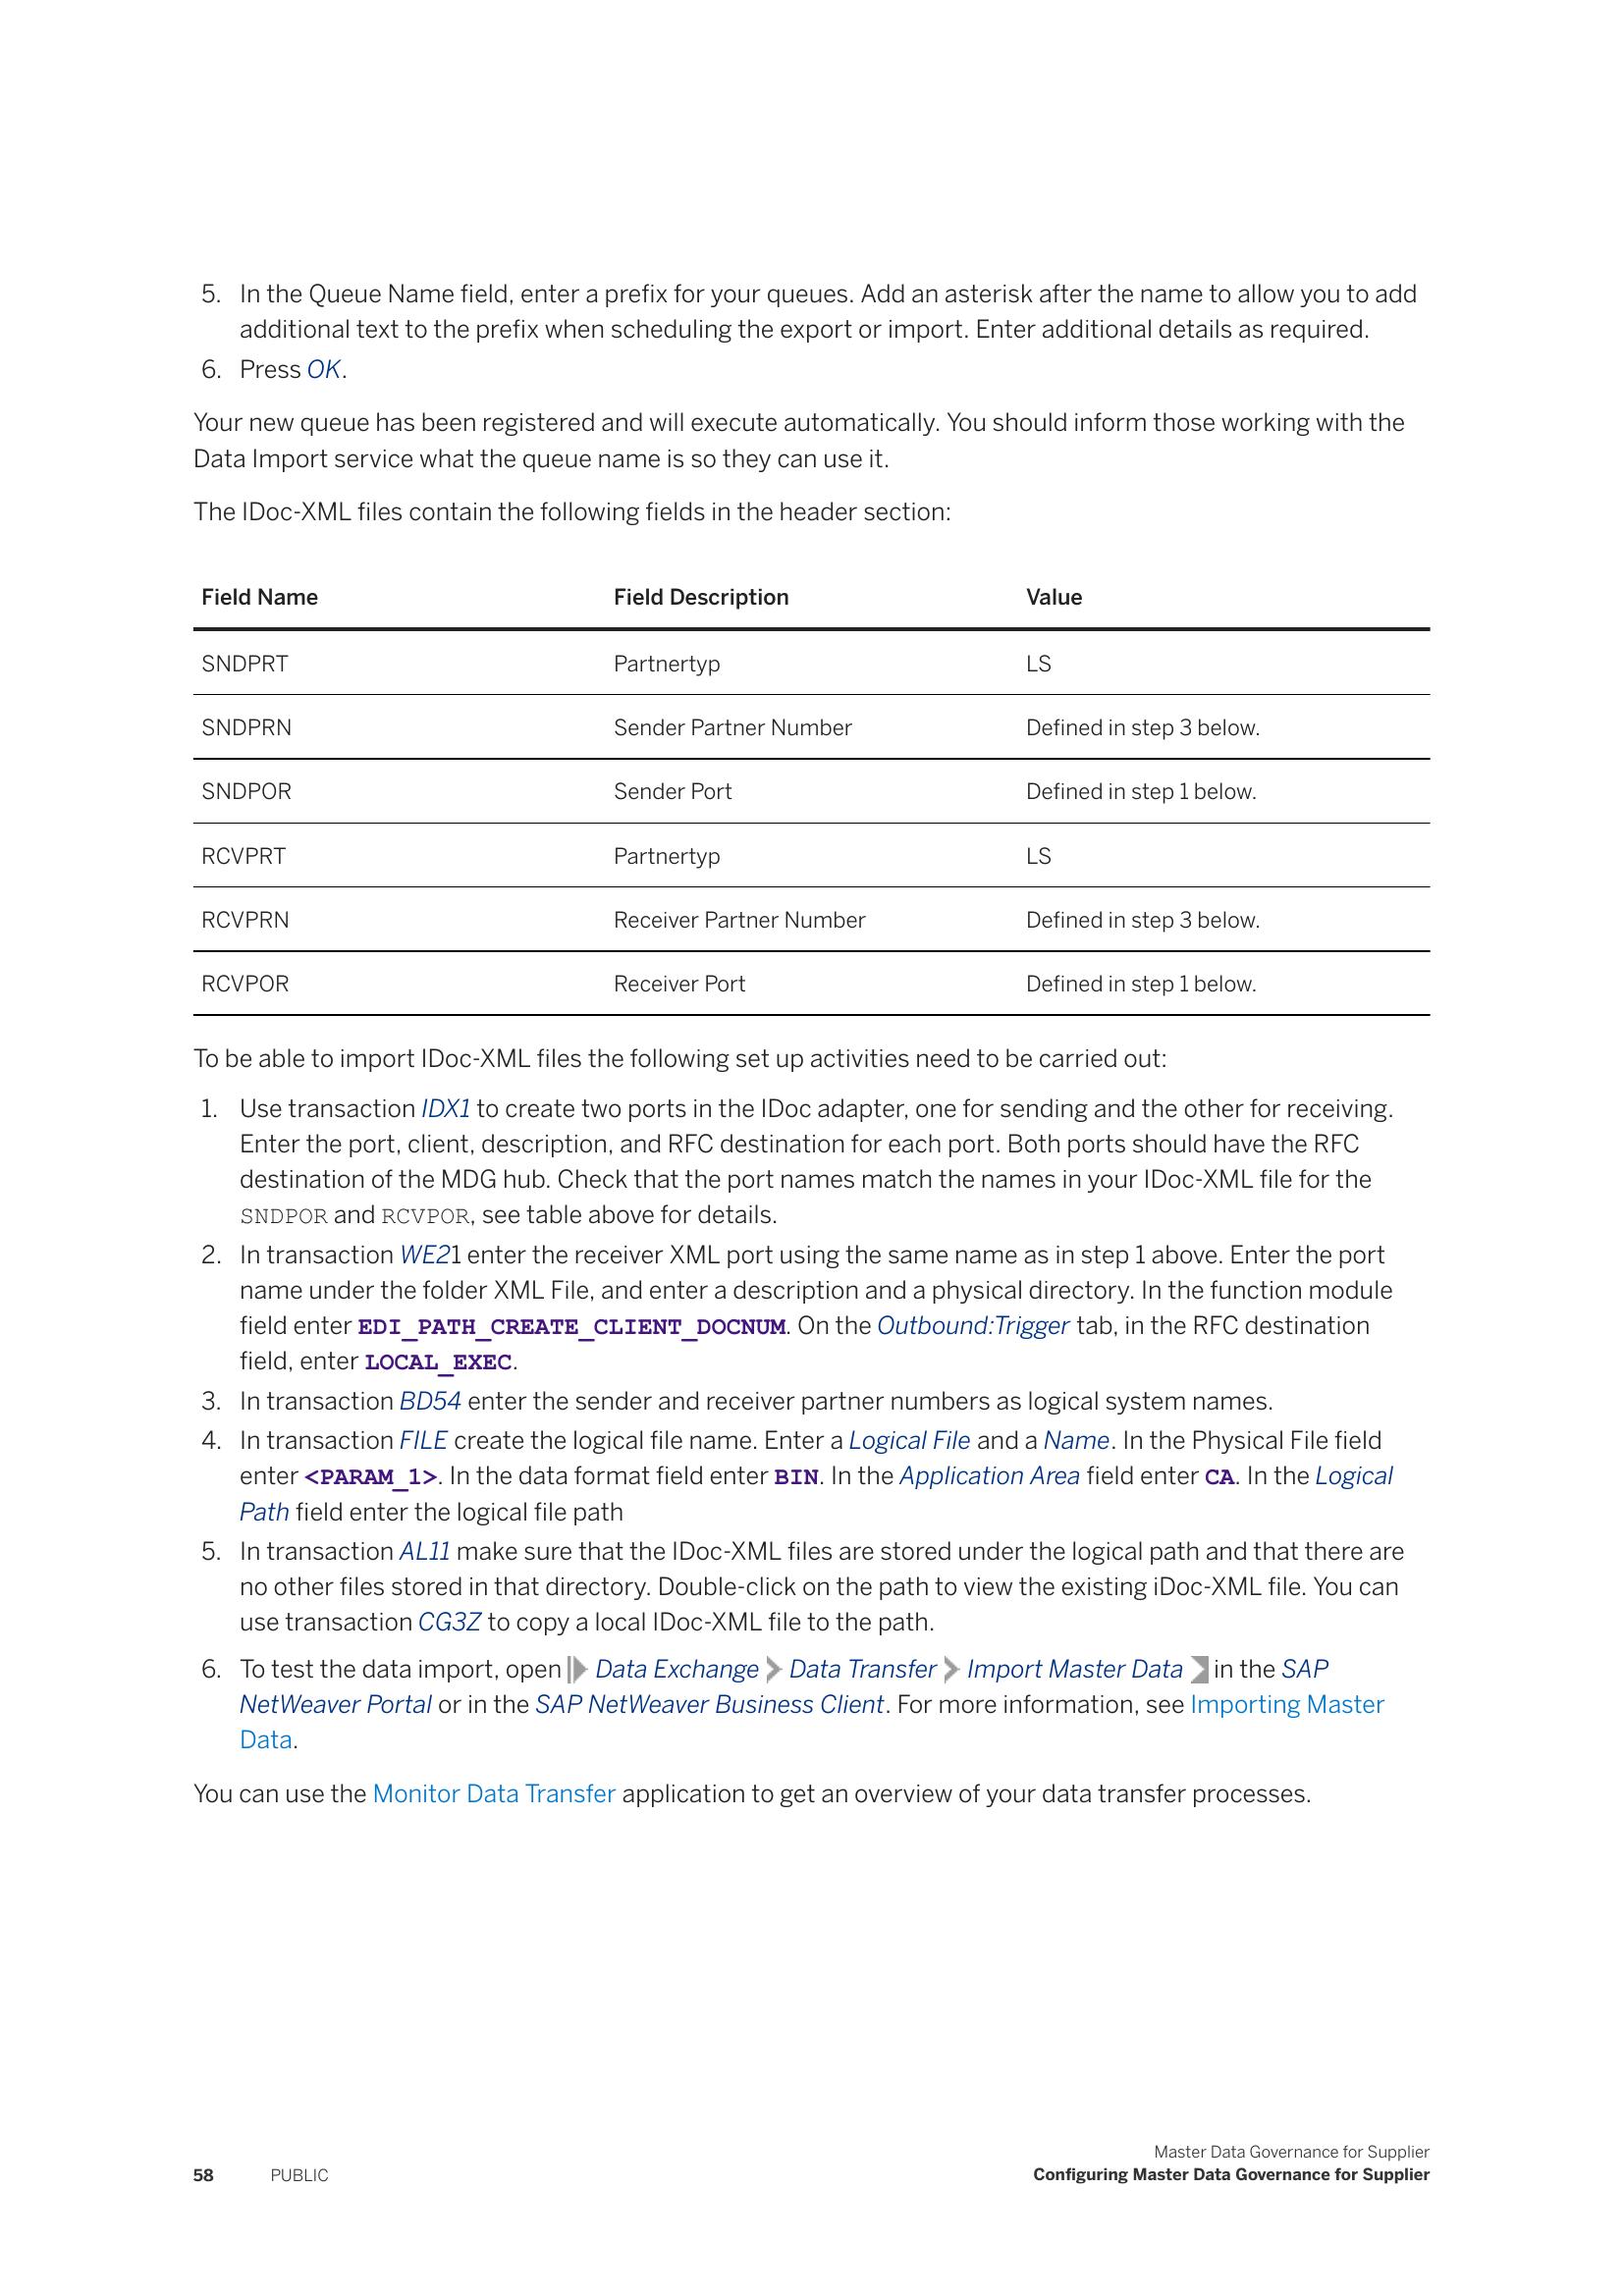 5. In the Queue Name field, enter a prefix for your queues. Add an asterisk after the name to allow you to add
additional text to the prefix when scheduling the export or import. Enter additional details as required.
6. Press OK.
Your new queue has been registered and will execute automatically. You should inform those working with the
Data Import service what the queue name is so they can use it.
The IDoc-XML files contain the following fields in the header section:
Field Name Field Description Value
SNDPRT Partnertyp LS
SNDPRN Sender Partner Number Defined in step 3 below.
SNDPOR Sender Port Defined in step 1 below.
RCVPRT Partnertyp LS
RCVPRN Receiver Partner Number Defined in step 3 below.
RCVPOR Receiver Port Defined in step 1 below.
To be able to import IDoc-XML files the following set up activities need to be carried out:
1. Use transaction IDX1 to create two ports in the IDoc adapter, one for sending and the other for receiving.
Enter the port, client, description, and RFC destination for each port. Both ports should have the RFC
destination of the MDG hub. Check that the port names match the names in your IDoc-XML file for the
SNDPOR and RCVPOR, see table above for details.
2. In transaction WE21 enter the receiver XML port using the same name as in step 1 above. Enter the port
name under the folder XML File, and enter a description and a physical directory. In the function module
field enter EDI_PATH_CREATE_CLIENT_DOCNUM. On the Outbound:Trigger tab, in the RFC destination
field, enter LOCAL_EXEC.
3. In transaction BD54 enter the sender and receiver partner numbers as logical system names.
4. In transaction FILE create the logical file name. Enter a Logical File and a Name. In the Physical File field
enter <PARAM_1>. In the data format field enter BIN. In the Application Area field enter CA. In the Logical
Path field enter the logical file path
5. In transaction AL11 make sure that the IDoc-XML files are stored under the logical path and that there are
no other files stored in that directory. Double-click on the path to view the existing iDoc-XML file. You can
use transaction CG3Z to copy a local IDoc-XML file to the path.
6. To test the data import, open Data Exchange Data Transfer Import Master Data in the SAP
NetWeaver Portal or in the SAP NetWeaver Business Client. For more information, see Importing Master
Data.
You can use the Monitor Data Transfer application to get an overview of your data transfer processes.
Master Data Governance for Supplier
58 PUBLIC Configuring Master Data Governance for Supplier